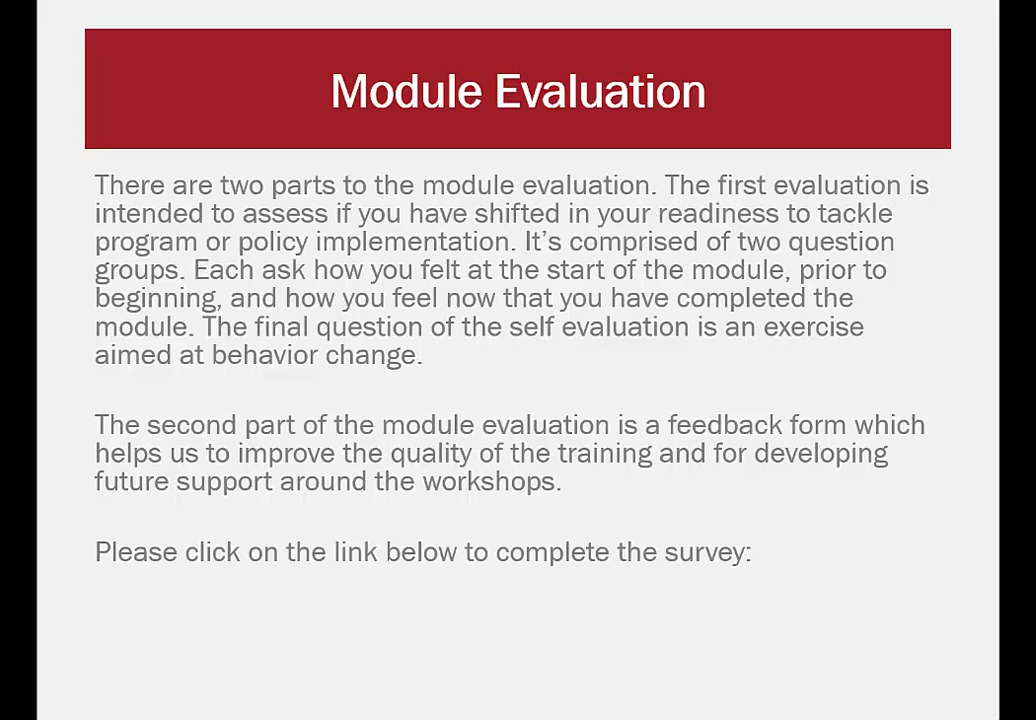 Module Evaluation
There are two parts to the module evaluation. The first evaluation is
intended to assess if you have shifted in your readiness to tackle
program or policy implementation. It’s comprised of two question
groups. Each ask how you felt at the start of the module, prior to
beginning, and how you feel now that you have completed the
module. The final question of the self evaluation is an exercise
aimed at behavior change.
The second part of the module evaluation is a feedback form which
helps us to improve the quality of the training and for developing
future support around the workshops.
Please click on the link below to complete the survey: